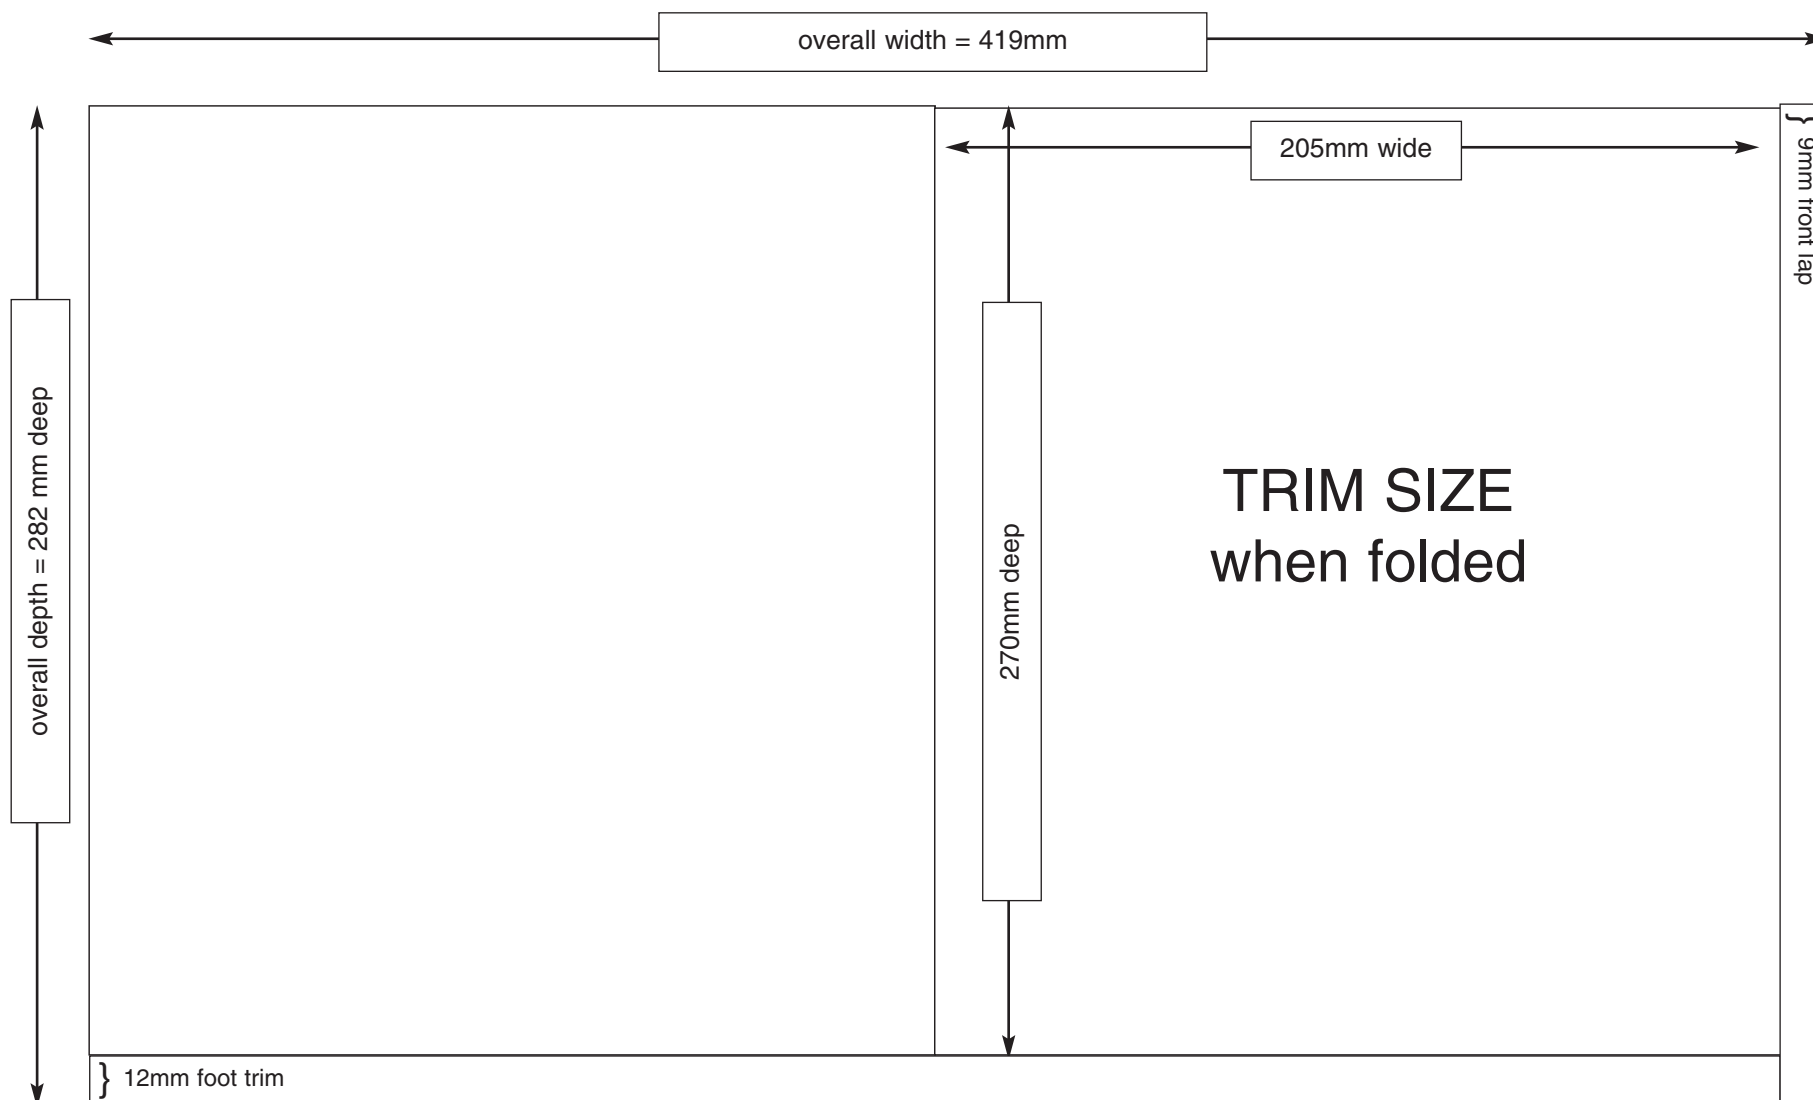 overall width = 419mm
205mm wide
} 9mm front lap
overall depth = 282 mm deep
270mm deep
TRIM SIZE
when folded
} 12mm foot trim